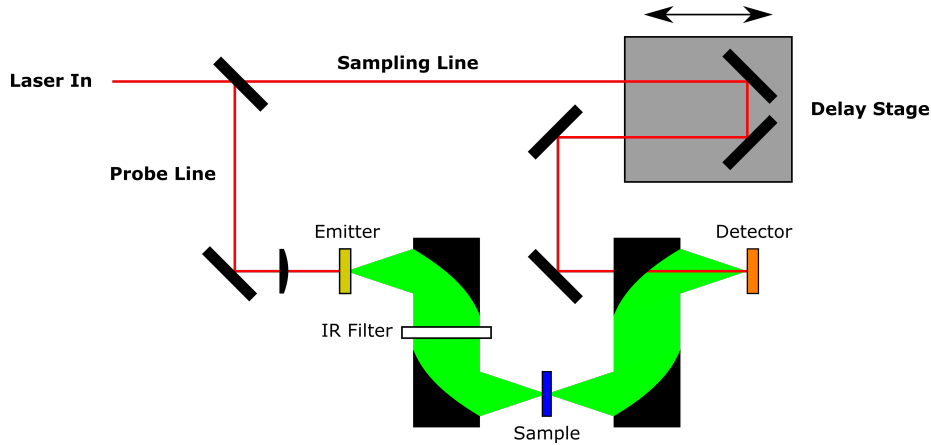 Sampling Line
Laser In
Delay Stage
Probe Line
Emitter
Detector
IR Filter
Sample